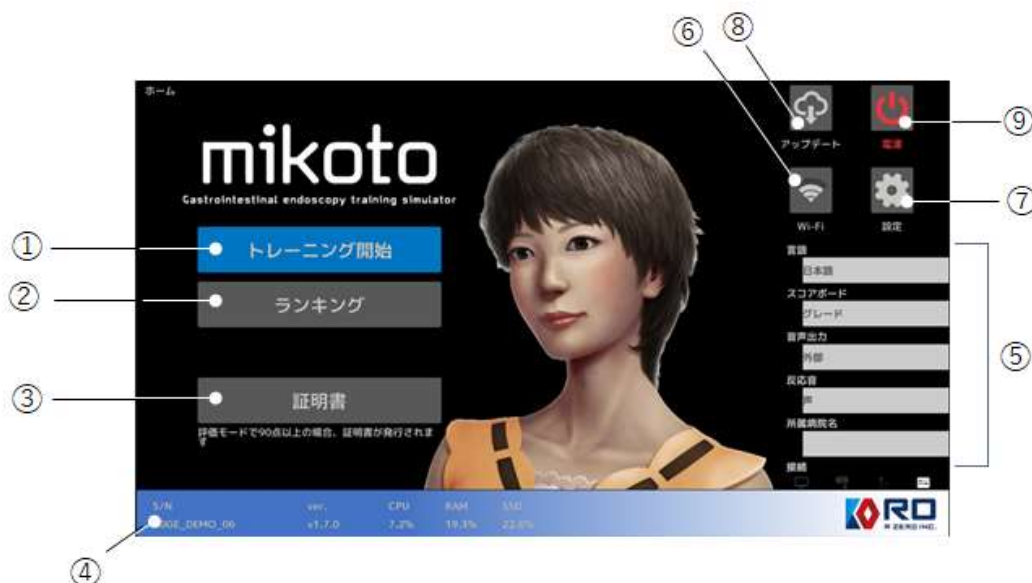 ⑥
⑧
ホーム
mikoto
Gastrointestinal endoscopy training simulator
アップデート
電源
⑨
Wi-Fi
設定
⑦
①
トレーニング開始
②
ランキング
③
証明書
評価モードで90点以上の場合、証明書が発行されま
す
言語
日本語
スコアボード
グレード
音声出力
外部
反応音
声
所属病院名
接続
⑤
S/N ver. CPU RAM SSD
DGE_DEMO_06 v1.7.0 7.2% 19.3% 22.6%
RO
R ZERO INC.
④